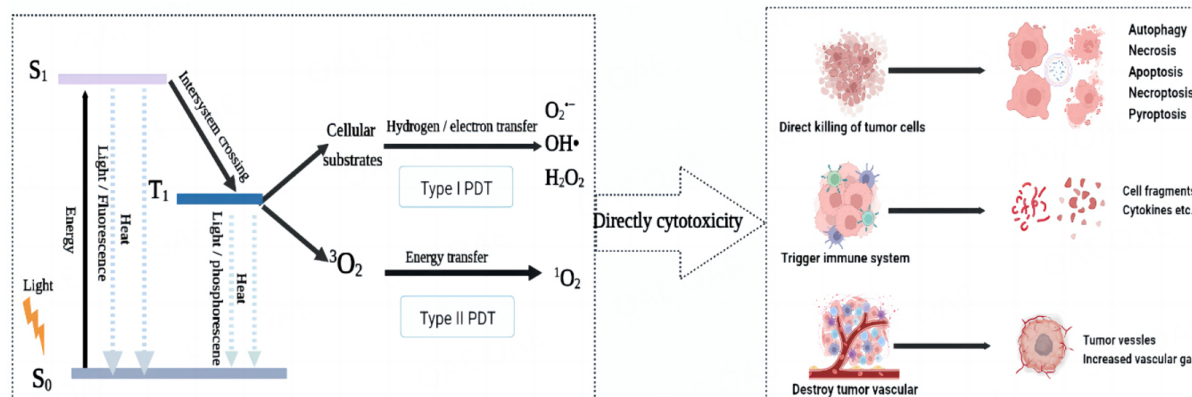 S₁
Intersystem crossing
Light / Fluorescence
Heat
Energy
Light
S₀
T₁
Light / phosphorescene
Heat
Cellular
substrates
Hydrogen / electron transfer
Type I PDT
O₂•−
OH•
H₂O₂
³O₂
Energy transfer
Type II PDT
¹O₂
Directly cytotoxicity
Direct killing of tumor cells
Autophagy
Necrosis
Apoptosis
Necroptosis
Pyroptosis
Trigger immune system
Cell fragments
Cytokines etc.
Destroy tumor vascular
Tumor vessles
Increased vascular ga